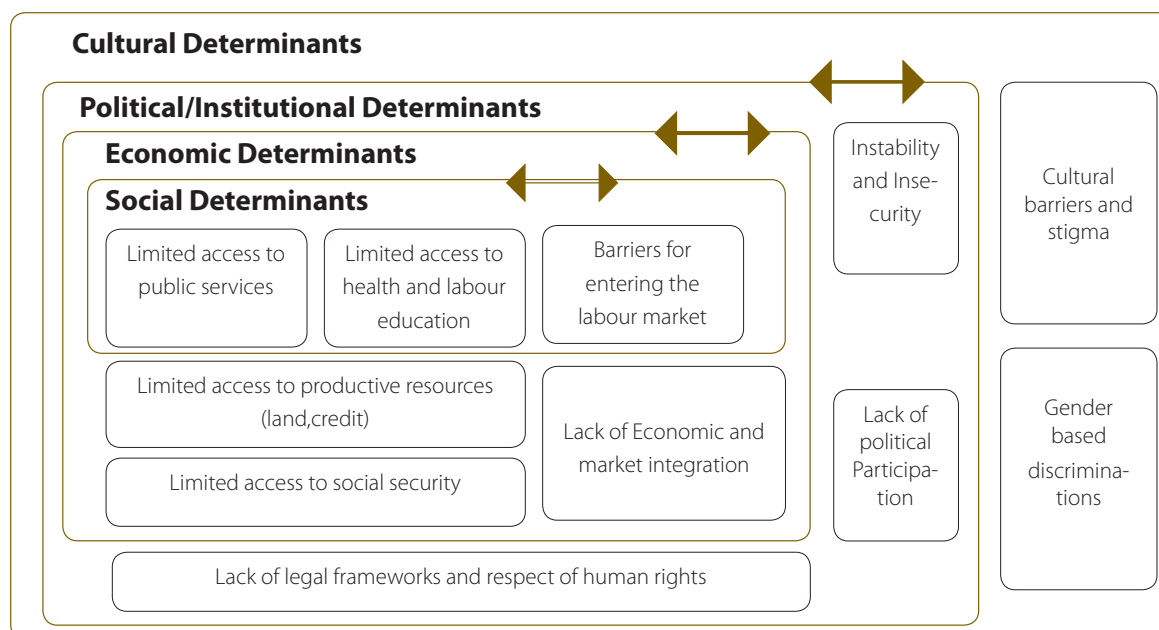 Cultural Determinants
Political/Institutional Determinants
Economic Determinants
Social Determinants
Limited access to
public services
Limited access to
health and labour
education
Barriers for
entering the
labour market
Limited access to productive resources
(land,credit)
Limited access to social security
Lack of Economic and
market integration
Lack of legal frameworks and respect of human rights
Instability
and Inse-
curity
Lack of
political
Participa-
tion
Cultural
barriers and
stigma
Gender
based
discrimina-
tions